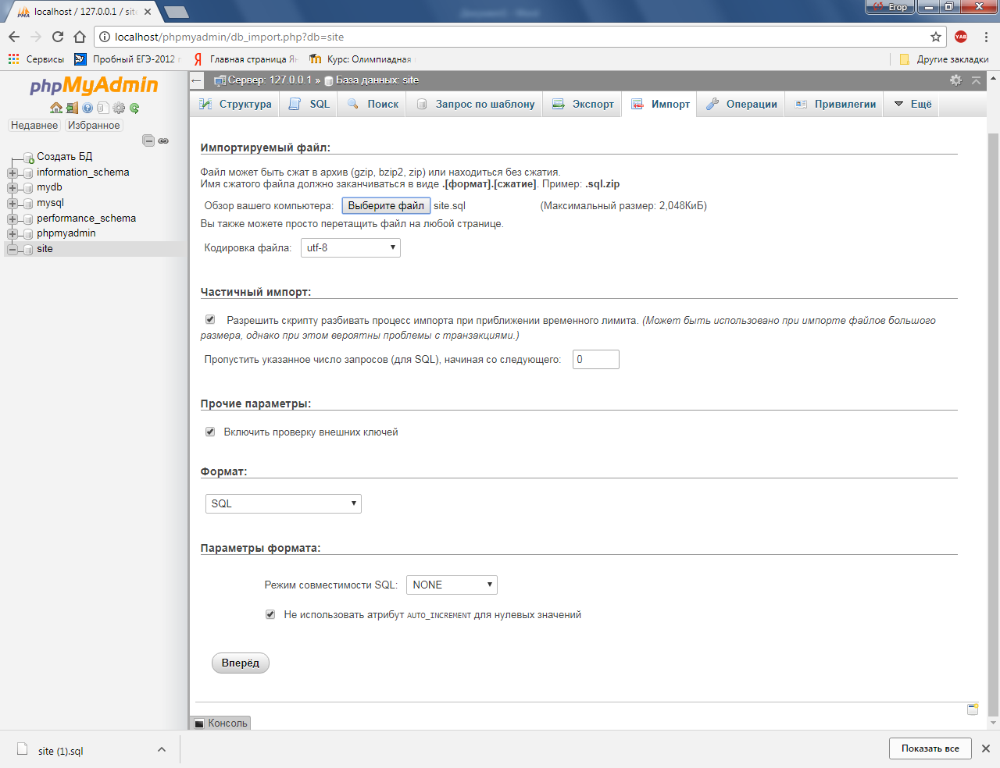 localhost / 127.0.0.1 / site
Егор
localhost/phpmyadmin/db_import.php?db=site
Сервисы
Пробный ЕГЭ-2012
Главная страница Ян
Курс: Олимпиадная
Другие закладки
phpMyAdmin
Недавнее Избранное
Создать БД
information_schema
mydb
mysql
performance_schema
phpmyadmin
site
Сервер: 127.0.0.1 » База данных: site
Структура SQL Поиск Запрос по шаблону Экспорт Импорт Операции Привилегии Ещё
Импортируемый файл:
Файл может быть сжат в архив (gzip, bzip2, zip) или находиться без сжатия.
Имя сжатого файла должно заканчиваться в виде .[формат].[сжатие]. Пример: .sql.zip
Обзор вашего компьютера: Выберите файл site.sql (Максимальный размер: 2,048КиБ)
Вы также можете просто перетащить файл на любой странице.
Кодировка файла: utf-8
Частичный импорт:
Разрешить скрипту разбивать процесс импорта при приближении временного лимита. (Может быть использовано при импорте файлов большого
размера, однако при этом вероятны проблемы с транзакциями.)
Пропустить указанное число запросов (для SQL), начиная со следующего: 0
Прочие параметры:
Включить проверку внешних ключей
Формат:
SQL
Параметры формата:
Режим совместимости SQL: NONE
Не использовать атрибут AUTO_INCREMENT для нулевых значений
Вперёд
Консоль
site (1).sql
Показать все